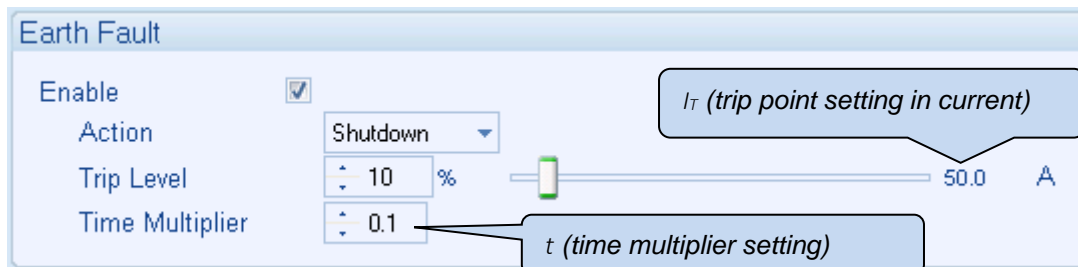 Earth Fault
Enable
I_T (trip point setting in current)
Action Shutdown
Trip Level 10 % 50.0 A
Time Multiplier 0.1
t (time multiplier setting)